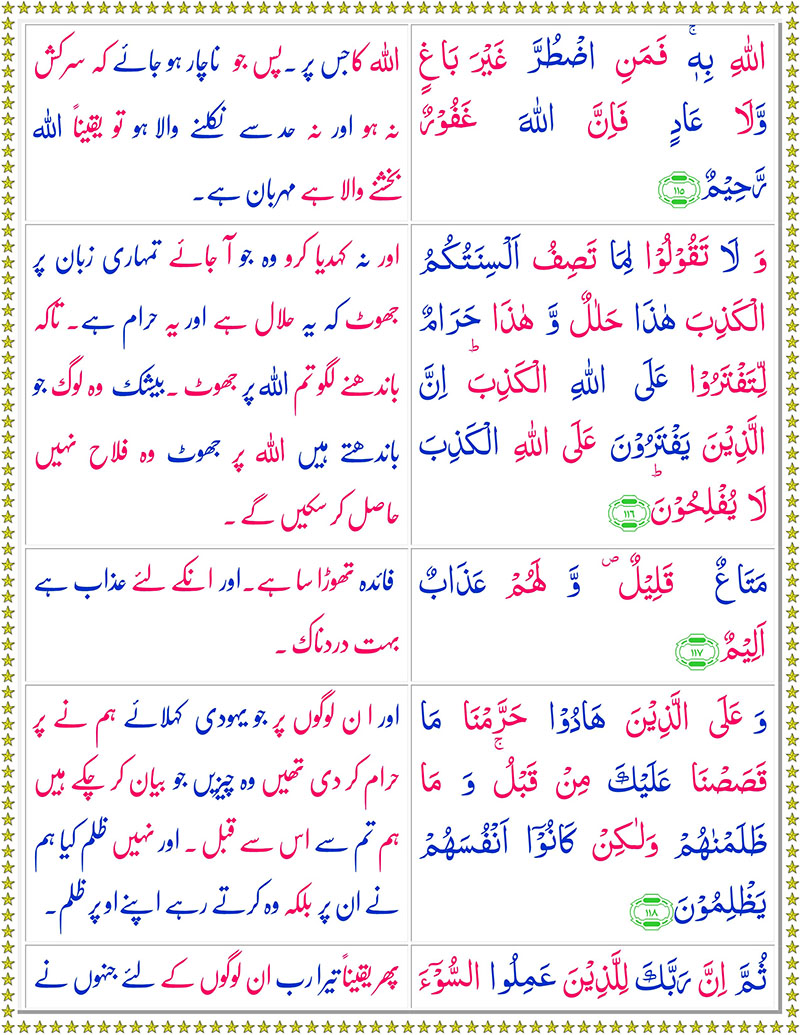 اللّٰهِ بِهٖۚ فَمَنِ اضْطُرَّ غَيْرَ بَاغٍ
وَّلَا عَادٍ فَاِنَّ اللّٰهَ غَفُوْرٌ
رَّحِيْمٌ ۱۱۵
اللہ کا جس پر ۔ پس جو ناچار ہو جائے کہ سرکش
نہ ہو اور نہ حد سے نکلنے والا ہو تو یقیناً اللہ
بخشنے والا ہے مہربان ہے ۔
وَ لَا تَقُوْلُوْا لِمَا تَصِفُ اَلْسِنَتُكُمُ
الْكَذِبَ هٰذَا حَلٰلٌ وَّ هٰذَا حَرَامٌ
لِّتَفْتَرُوْا عَلَى اللّٰهِ الْكَذِبَؕ اِنَّ
الَّذِيْنَ يَفْتَرُوْنَ عَلَى اللّٰهِ الْكَذِبَ
لَا يُفْلِحُوْنَؕ ۱۱۶
اور نہ کہدیا کرو وہ جو آ جائے تمہاری زبان پر
جھوٹ کہ یہ حلال ہے اور یہ حرام ہے ۔ تاکہ
باندھنے لگو تم اللہ پر جھوٹ ۔ بیشک وہ لوگ جو
باندھتے ہیں اللہ پر جھوٹ وہ فلاح نہیں
حاصل کر سکیں گے ۔
مَتَاعٌ قَلِيْلٌ۪ وَّ لَهُمْ عَذَابٌ
اَلِيْمٌ ۱۱۷
فائدہ تھوڑا سا ہے ۔ اور انکے لئے عذاب ہے
بہت دردناک ۔
وَ عَلَى الَّذِيْنَ هَادُوْا حَرَّمْنَا مَا
قَصَصْنَا عَلَيْكَ مِنْ قَبْلُۚ وَ مَا
ظَلَمْنٰهُمْ وَلٰكِنْ كَانُوْۤا اَنْفُسَهُمْ
يَظْلِمُوْنَ ۱۱۸
اور ان لوگوں پر جو یہودی کہلائے ہم نے پر
حرام کر دی تھیں وہ چیزیں جو بیان کر چکے ہیں
ہم تم سے اس سے قبل ۔ اور نہیں ظلم کیا ہم
نے ان پر بلکہ وہ کرتے رہے اپنے اوپر ظلم ۔
ثُمَّ اِنَّ رَبَّكَ لِلَّذِيْنَ عَمِلُوا السُّوْٓءَ
پھر یقیناً تیرا رب ان لوگوں کے لئے جنہوں نے